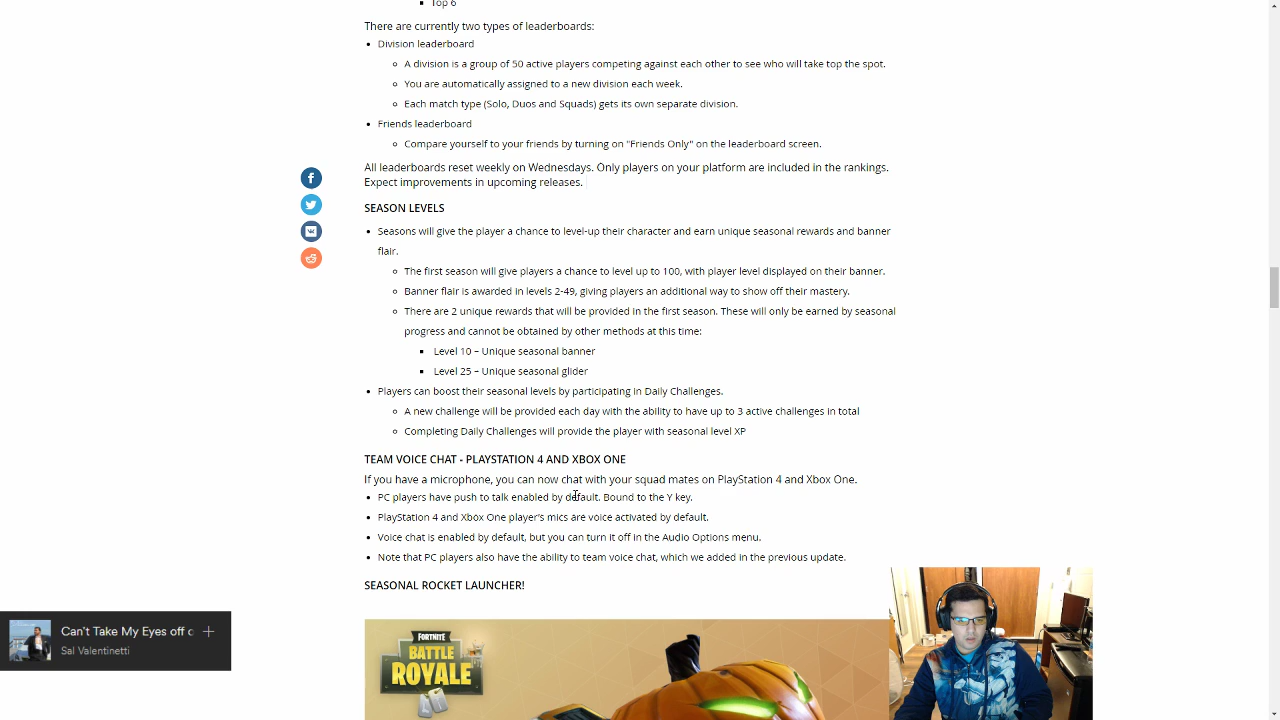 Top 6
There are currently two types of leaderboards:
Division leaderboard
A division is a group of 50 active players competing against each other to see who will take top the spot.
You are automatically assigned to a new division each week.
Each match type (Solo, Duos and Squads) gets its own separate division.
Friends leaderboard
Compare yourself to your friends by turning on "Friends Only" on the leaderboard screen.
All leaderboards reset weekly on Wednesdays. Only players on your platform are included in the rankings.
Expect improvements in upcoming releases.
SEASON LEVELS
Seasons will give the player a chance to level-up their character and earn unique seasonal rewards and banner
flair.
The first season will give players a chance to level up to 100, with player level displayed on their banner.
Banner flair is awarded in levels 2-49, giving players an additional way to show off their mastery.
There are 2 unique rewards that will be provided in the first season. These will only be earned by seasonal
progress and cannot be obtained by other methods at this time:
Level 10 – Unique seasonal banner
Level 25 – Unique seasonal glider
Players can boost their seasonal levels by participating in Daily Challenges.
A new challenge will be provided each day with the ability to have up to 3 active challenges in total
Completing Daily Challenges will provide the player with seasonal level XP
TEAM VOICE CHAT - PLAYSTATION 4 AND XBOX ONE
If you have a microphone, you can now chat with your squad mates on PlayStation 4 and Xbox One.
PC players have push to talk enabled by default. Bound to the Y key.
PlayStation 4 and Xbox One player's mics are voice activated by default.
Voice chat is enabled by default, but you can turn it off in the Audio Options menu.
Note that PC players also have the ability to team voice chat, which we added in the previous update.
SEASONAL ROCKET LAUNCHER!
Can't Take My Eyes off
Sal Valentinetti
FORTNITE
BATTLE
ROYALE